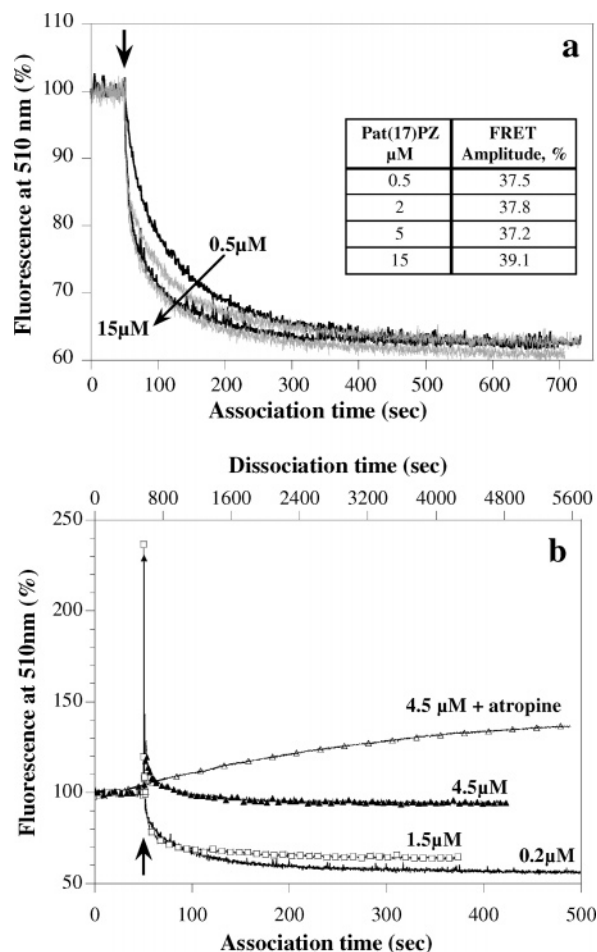 a
110
100
90
80
70
60
Fluorescence at 510 nm (%)
Pat(17)PZ µM FRET Amplitude, %
0.5 37.5
2 37.8
5 37.2
15 39.1
0.5µM
15µM
0 100 200 300 400 500 600 700
Association time (sec)
Dissociation time (sec)
0 800 1600 2400 3200 4000 4800 5600
b
250
200
150
100
50
Fluorescence at 510nm (%)
4.5 µM + atropine
4.5µM
1.5µM
0.2µM
0 100 200 300 400 500
Association time (sec)